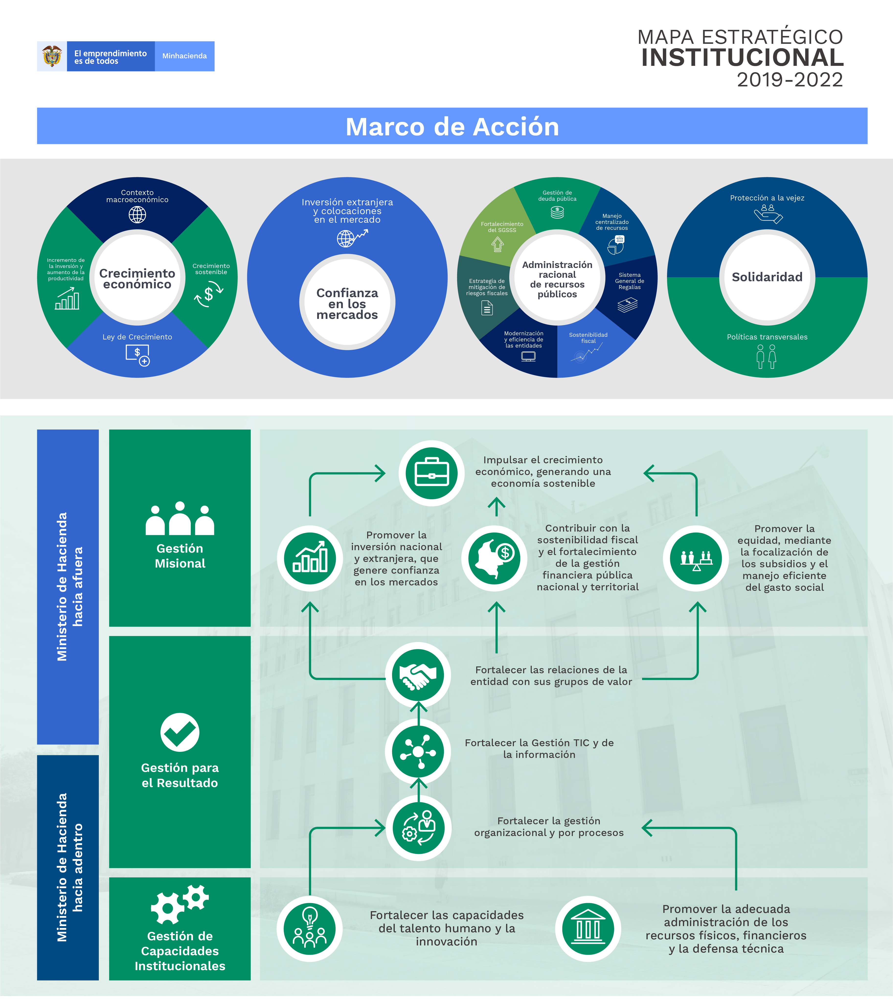 El emprendimiento
es de todos
Minhacienda
MAPA ESTRATÉGICO
INSTITUCIONAL
2019-2022
Marco de Acción
Contexto
macroeconómico
Incremento de
la inversión y
aumento de la
productividad
Crecimiento
económico
Crecimiento
sostenible
Ley de Crecimiento
Inversión extranjera
y colocaciones
en el mercado
Confianza
en los
mercados
Gestión de
deuda pública
Manejo
centralizado
de recursos
Fortalecimiento
del SGSSS
Administración
racional
de recursos
públicos
Sistema
General de
Regalías
Estrategia de
mitigación de
riesgos fiscales
Modernización
y eficiencia de
las entidades
Sostenibilidad
fiscal
Protección a la vejez
Solidaridad
Políticas transversales
Ministerio de Hacienda
hacia afuera
Gestión
Misional
Impulsar el crecimiento
económico, generando una
economía sostenible
Promover la
inversión nacional
y extranjera, que
genere confianza
en los mercados
Contribuir con la
sostenibilidad fiscal
y el fortalecimiento
de la gestión
financiera pública
nacional y territorial
Promover la
equidad, mediante
la focalización de
los subsidios y el
manejo eficiente
del gasto social
Gestión para
el Resultado
Fortalecer las relaciones de la
entidad con sus grupos de valor
Fortalecer la Gestión TIC y de
la información
Fortalecer la gestión
organizacional y por procesos
Ministerio de Hacienda
hacia adentro
Gestión de
Capacidades
Institucionales
Fortalecer las capacidades
del talento humano y la
innovación
Promover la adecuada
administración de los
recursos físicos, financieros
y la defensa técnica